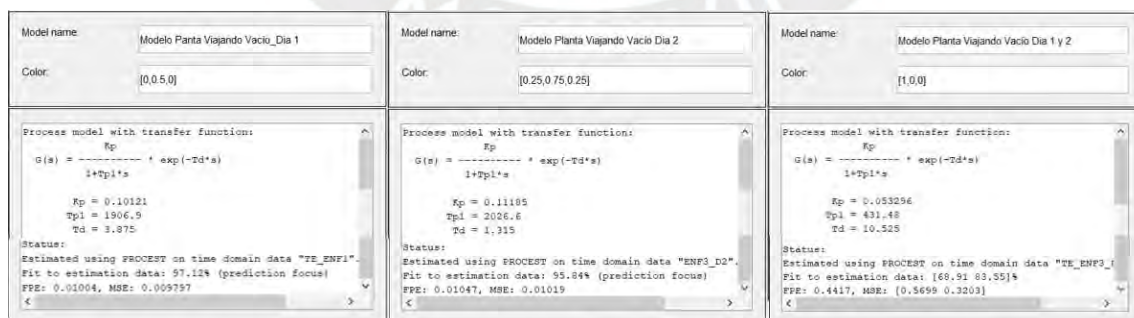 Model name:
Modelo Panta Viajando Vacío_Dia 1
Color:
[0,0.5,0]
Process model with transfer function:
Kp
G(s) = ---------- * exp(-Td*s)
1+Tp1*s
Kp = 0.10121
Tp1 = 1906.9
Td = 3.875
Status:
Estimated using PROCEST on time domain data "TE_ENF1".
Fit to estimation data: 97.12% (prediction focus)
FPE: 0.01004, MSE: 0.009797
Model name:
Modelo Planta Viajando Vacío Dia 2
Color:
[0.25,0.75,0.25]
Process model with transfer function:
Kp
G(s) = ---------- * exp(-Td*s)
1+Tp1*s
Kp = 0.11185
Tp1 = 2026.6
Td = 1.315
Status:
Estimated using PROCEST on time domain data "ENF3_D2".
Fit to estimation data: 95.84% (prediction focus)
FPE: 0.01047, MSE: 0.01019
Model name:
Modelo Planta Viajando Vacío Dia 1 y 2
Color:
[1,0,0]
Process model with transfer function:
Kp
G(s) = ---------- * exp(-Td*s)
1+Tp1*s
Kp = 0.053296
Tp1 = 431.48
Td = 10.525
Status:
Estimated using PROCEST on time domain data
Fit to estimation data: [68.91 83.55]%
FPE: 0.4417, MSE: [0.5699 0.3203]